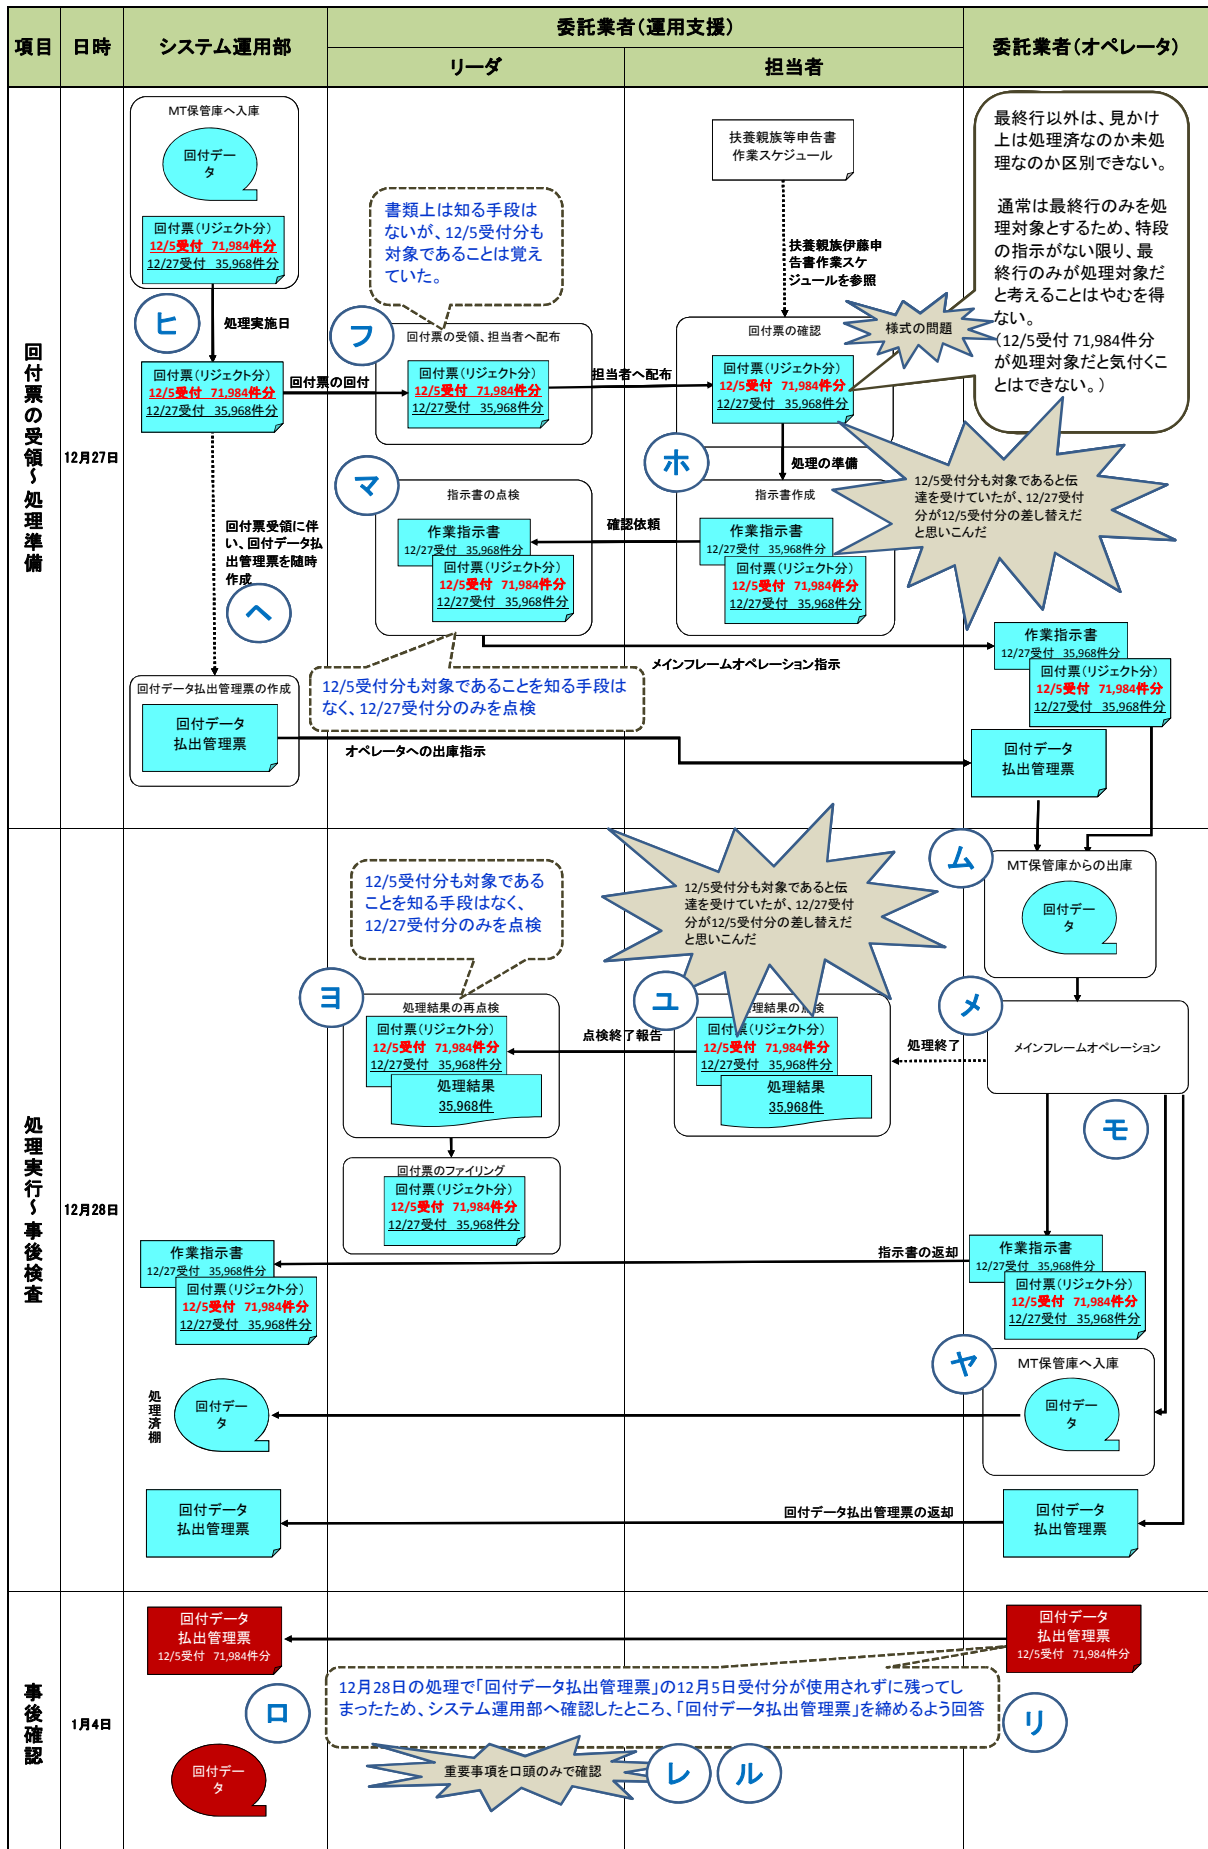 項目
日時
システム運用部
委託業者(運用支援)
リーダ
担当者
委託業者(オペレータ)
回付票の受領～処理準備
12月27日
MT保管庫へ入庫
回付デー
タ
回付票(リジェクト分)
12/5受付 71,984件分
12/27受付 35,968件分
ヒ
処理実施日
回付票(リジェクト分)
12/5受付 71,984件分
12/27受付 35,968件分
回付票の回付
書類上は知る手段は
ないが、12/5受付分も
対象であることは覚え
ていた。
フ
回付票の受領、担当者へ配布
回付票(リジェクト分)
12/5受付 71,984件分
12/27受付 35,968件分
担当者へ配布
扶養親族等申告書
作業スケジュール
扶養親族伊藤申
告書作業スケ
ジュールを参照
回付票の確認
回付票(リジェクト分)
12/5受付 71,984件分
12/27受付 35,968件分
様式の問題
最終行以外は、見かけ
上は処理済なのか未処
理なのか区別できない。
通常は最終行のみを処
理対象とするため、特段
の指示がない限り、最
終行のみが処理対象だ
と考えることはやむを得
ない。
(12/5受付 71,984件分
が処理対象だと気付くこ
とはできない。)
ホ
処理の準備
12/5受付分も対象であると伝
達を受けていたが、12/27受付
分が12/5受付分の差し替えだ
と思いこんだ
マ
指示書の点検
作業指示書
12/27受付 35,968件分
回付票(リジェクト分)
12/5受付 71,984件分
12/27受付 35,968件分
確認依頼
指示書作成
作業指示書
12/27受付 35,968件分
回付票(リジェクト分)
12/5受付 71,984件分
12/27受付 35,968件分
回付票受領に伴
い、回付データ払
出管理票を随時
作成
ヘ
メインフレームオペレーション指示
作業指示書
12/27受付 35,968件分
回付票(リジェクト分)
12/5受付 71,984件分
12/27受付 35,968件分
12/5受付分も対象であることを知る手段は
なく、12/27受付分のみを点検
回付データ払出管理票の作成
回付データ
払出管理票
オペレータへの出庫指示
回付データ
払出管理票
処理実行～事後検査
12月28日
ム
MT保管庫からの出庫
回付デー
タ
12/5受付分も対象である
ことを知る手段はなく、
12/27受付分のみを点検
12/5受付分も対象であると伝
達を受けていたが、12/27受付
分が12/5受付分の差し替えだ
と思いこんだ
ヨ
処理結果の再点検
回付票(リジェクト分)
12/5受付 71,984件分
12/27受付 35,968件分
処理結果
35,968件
点検終了報告
ユ
処理結果の点検
回付票(リジェクト分)
12/5受付 71,984件分
12/27受付 35,968件分
処理結果
35,968件
処理終了
メ
メインフレームオペレーション
モ
回付票のファイリング
回付票(リジェクト分)
12/5受付 71,984件分
12/27受付 35,968件分
作業指示書
12/27受付 35,968件分
回付票(リジェクト分)
12/5受付 71,984件分
12/27受付 35,968件分
指示書の返却
作業指示書
12/27受付 35,968件分
回付票(リジェクト分)
12/5受付 71,984件分
12/27受付 35,968件分
ヤ
MT保管庫へ入庫
回付デー
タ
処理済棚
回付デー
タ
回付データ
払出管理票
回付データ払出管理票の返却
回付データ
払出管理票
事後確認
1月4日
回付データ
払出管理票
12/5受付 71,984件分
回付データ
払出管理票
12/5受付 71,984件分
ロ
12月28日の処理で「回付データ払出管理票」の12月5日受付分が使用されずに残ってし
まったため、システム運用部へ確認したところ、「回付データ払出管理票」を締めるよう回答
リ
回付デー
タ
重要事項を口頭のみで確認
レ
ル